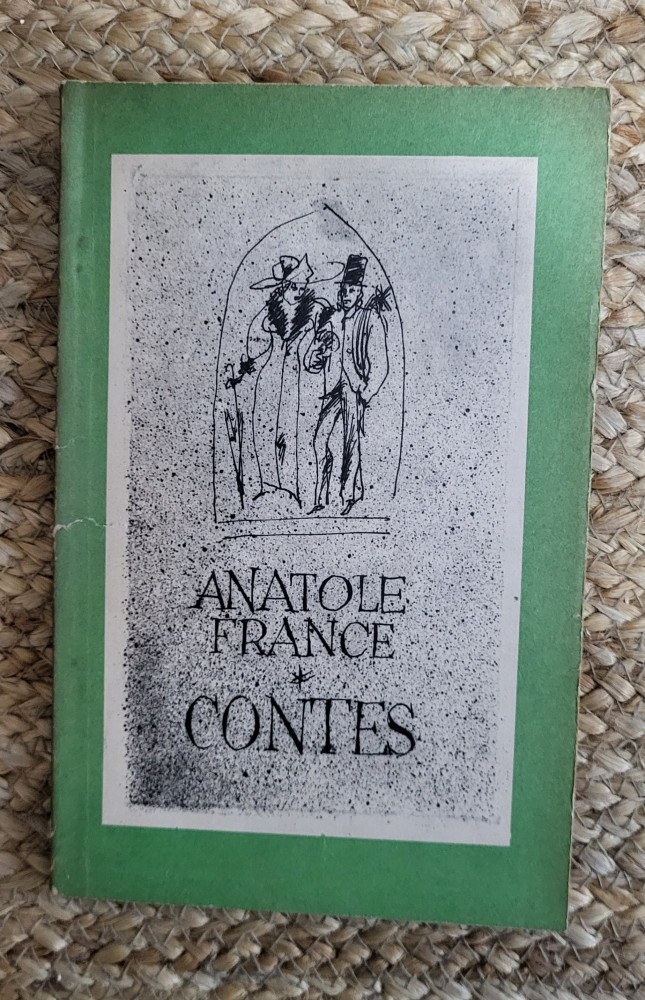 ANATOLE
FRANCE
*
CONTES